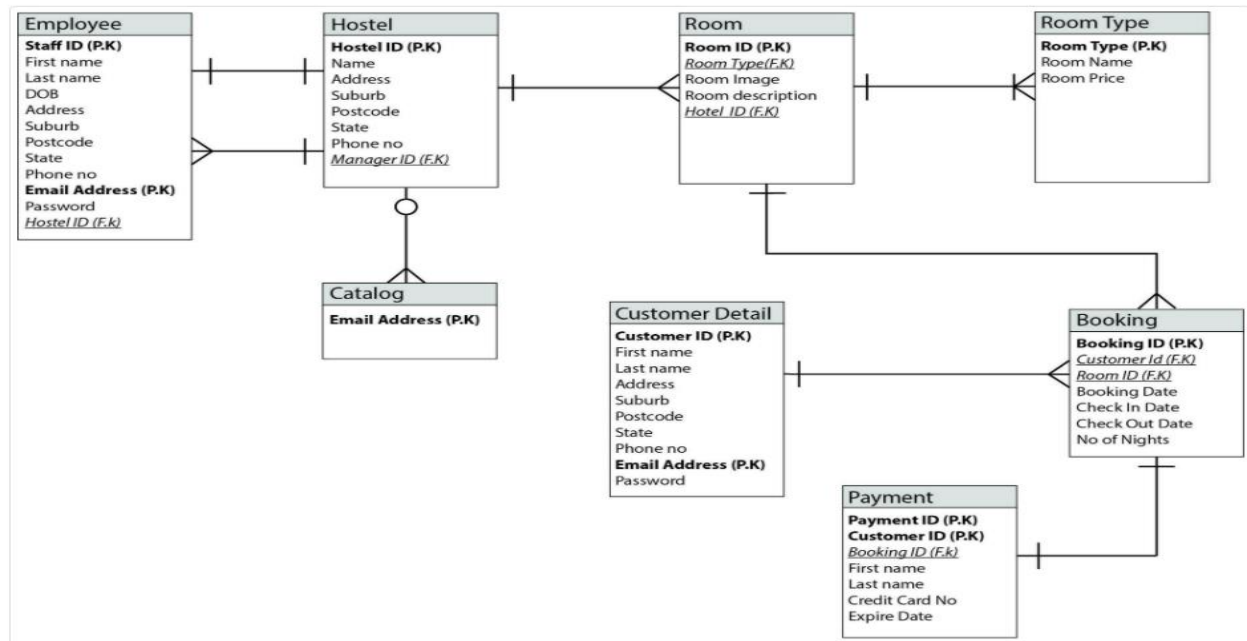 Employee
Staff ID (P.K)
First name
Last name
DOB
Address
Suburb
Postcode
State
Phone no
Email Address (P.K)
Password
Hostel ID (F.k)
Hostel
Hostel ID (P.K)
Name
Address
Suburb
Postcode
State
Phone no
Manager ID (F.K)
Room
Room ID (P.K)
Room Type(F.K)
Room Image
Room description
Hotel ID (F.K)
Room Type
Room Type (P.K)
Room Name
Room Price
Catalog
Email Address (P.K)
Customer Detail
Customer ID (P.K)
First name
Last name
Address
Suburb
Postcode
State
Phone no
Email Address (P.K)
Password
Booking
Booking ID (P.K)
Customer Id (F.K)
Room ID (F.K)
Booking Date
Check In Date
Check Out Date
No of Nights
Payment
Payment ID (P.K)
Customer ID (P.K)
Booking ID (F.k)
First name
Last name
Credit Card No
Expire Date